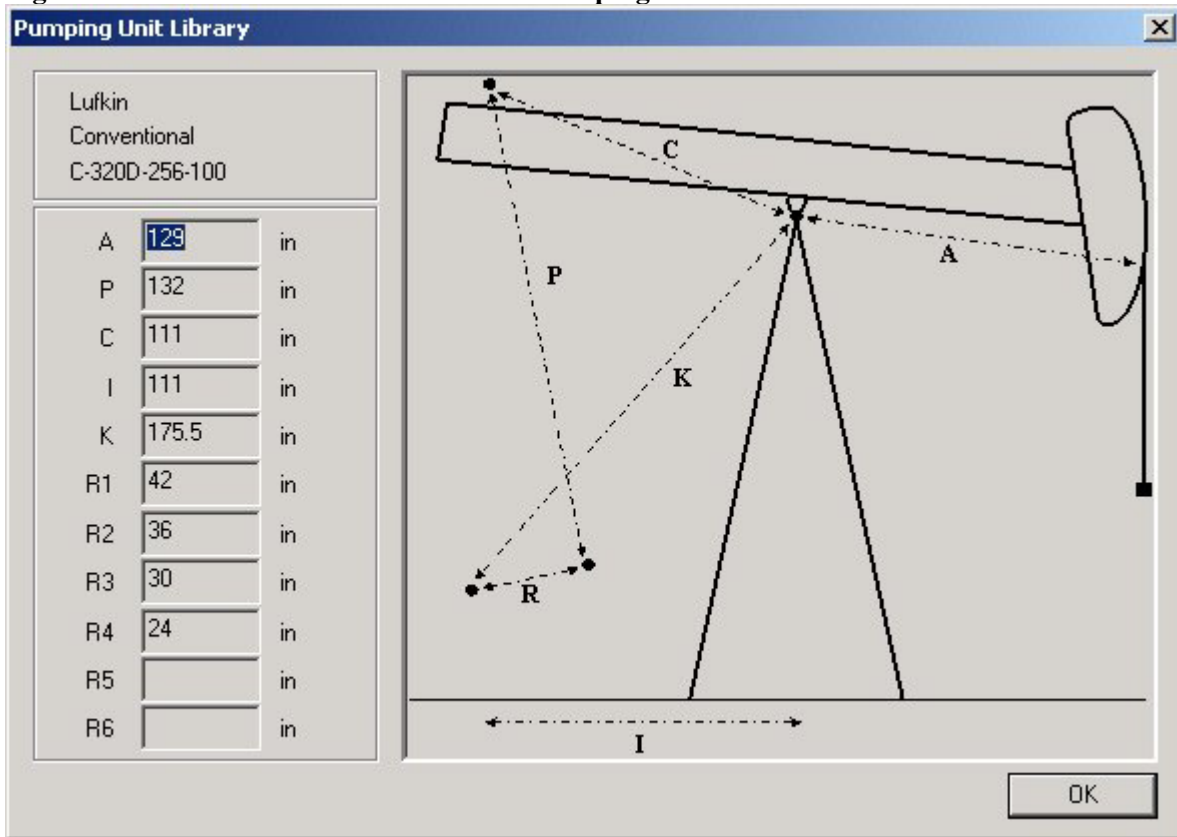 Pumping Unit Library
Lufkin
Conventional
C-320D-256-100
A 129 in
P 132 in
C 111 in
I 111 in
K 175.5 in
R1 42 in
R2 36 in
R3 30 in
R4 24 in
R5 in
R6 in
C
A
P
K
R
I
OK